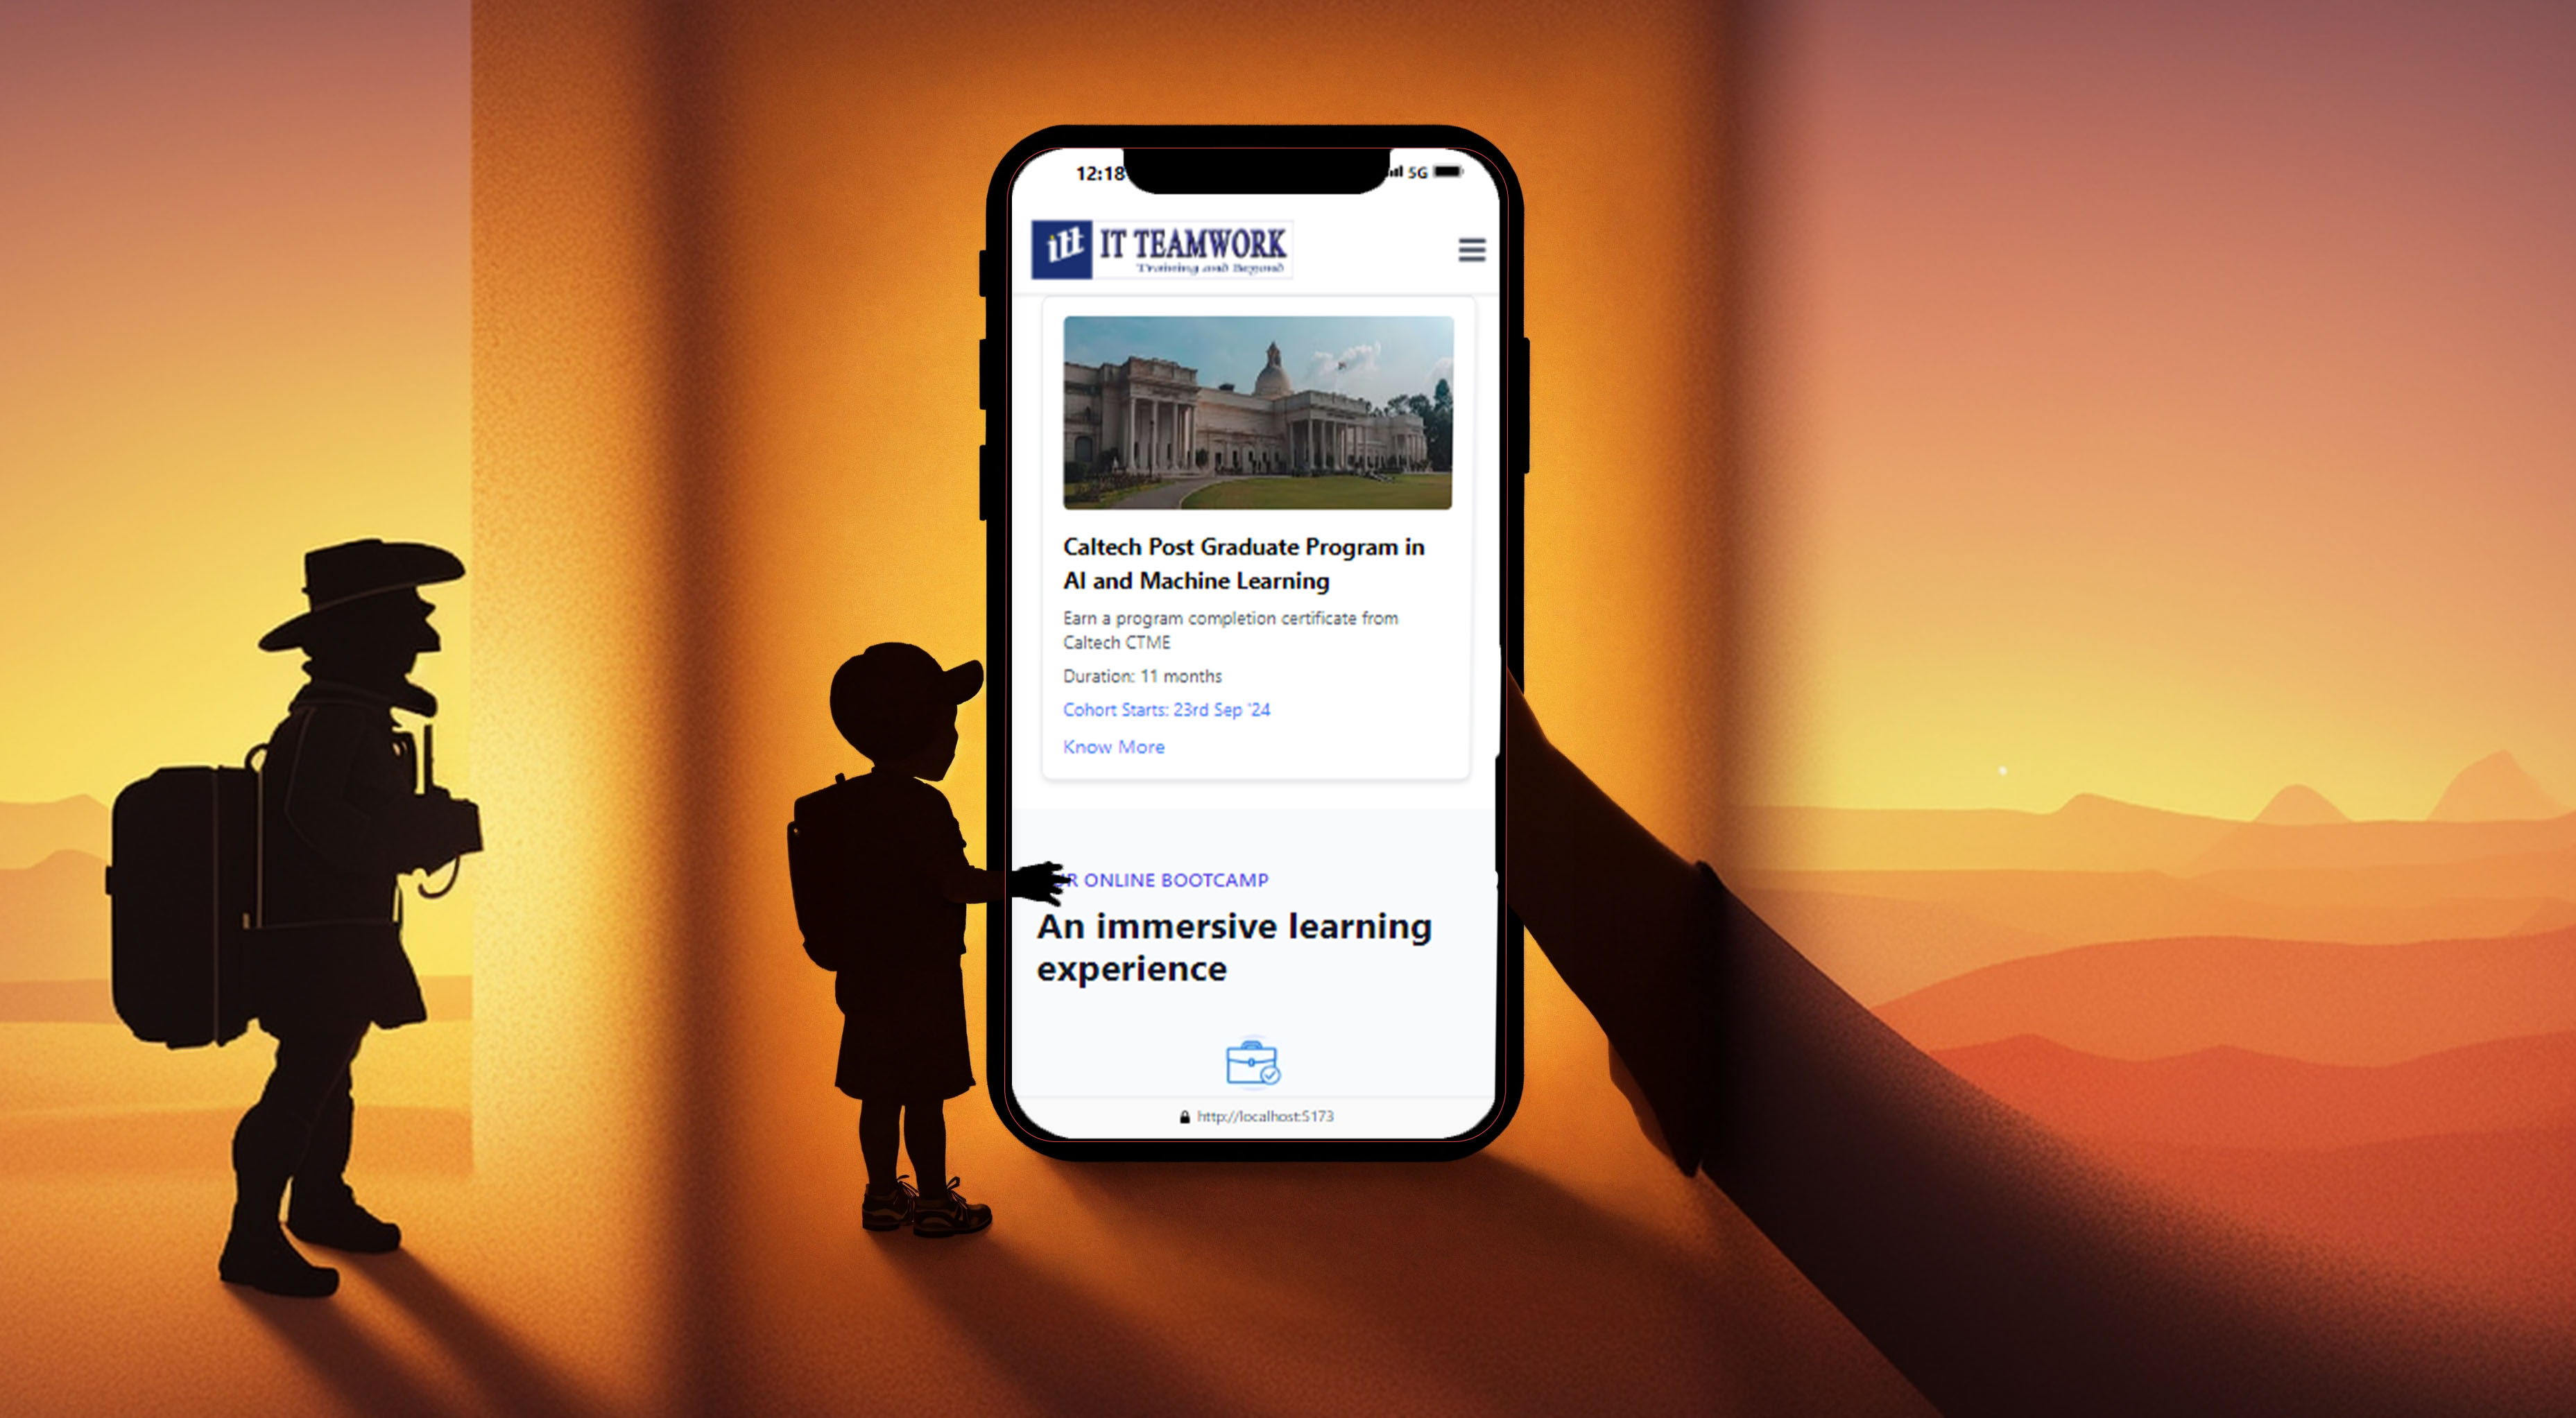 12:18
5G
itt IT TEAMWORK
Training and Beyond
Caltech Post Graduate Program in
AI and Machine Learning
Earn a program completion certificate from
Caltech CTME
Duration: 11 months
Cohort Starts: 23rd Sep '24
Know More
R ONLINE BOOTCAMP
An immersive learning
experience
http://localhost:5173